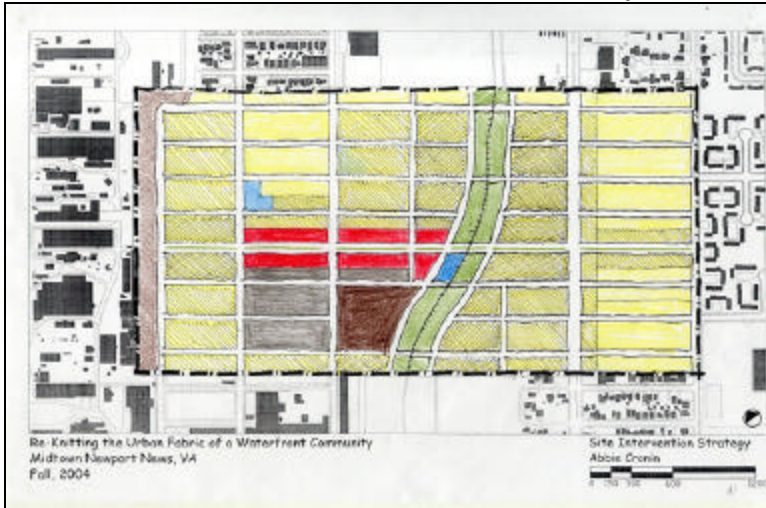 Re-Knitting the Urban Fabric of a Waterfront Community
Midtown Newport News, VA
Fall, 2004
Site Intervention Strategy
Abbie Cronin
0